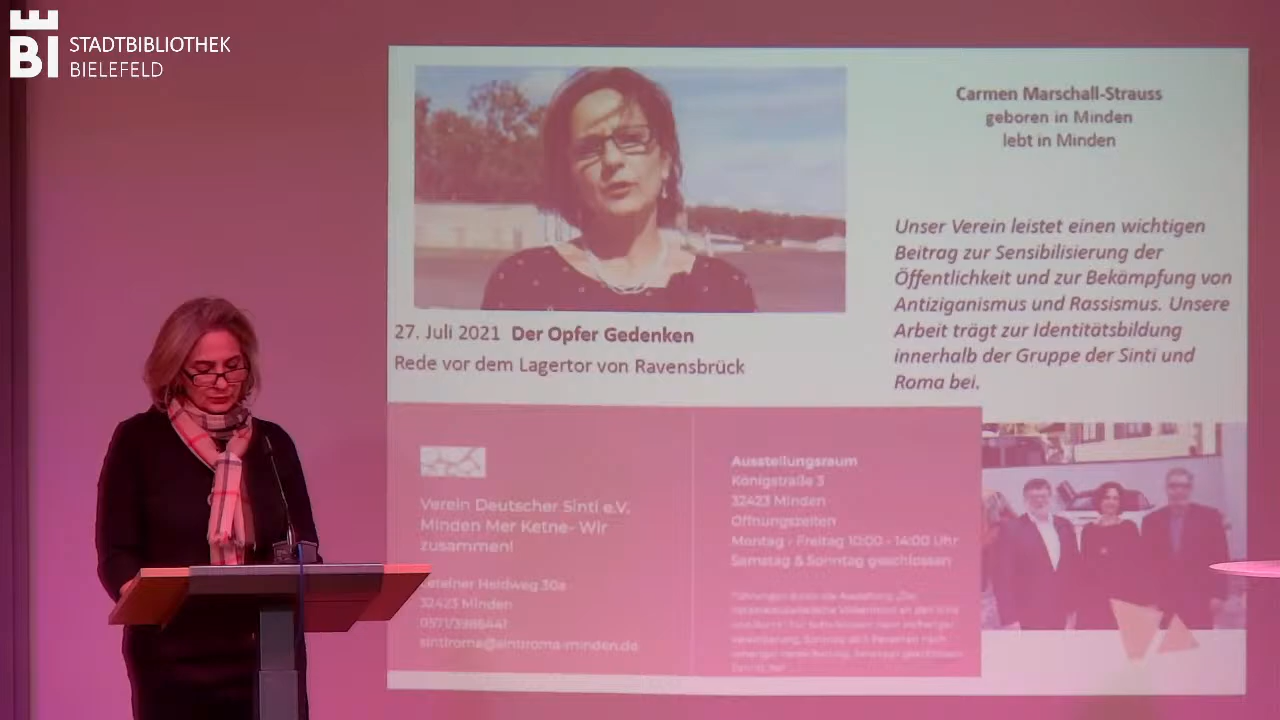 BI STADTBIBLIOTHEK
BIELEFELD
Carmen Marschall-Strauss
geboren in Minden
lebt in Minden
Unser Verein leistet einen wichtigen
Beitrag zur Sensibilisierung der
Öffentlichkeit und zur Bekämpfung von
Antiziganismus und Rassismus. Unsere
Arbeit trägt zur Identitätsbildung
innerhalb der Gruppe der Sinti und
Roma bei.
27. Juli 2021 Der Opfer Gedenken
Rede vor dem Lagertor von Ravensbrück
Verein Deutscher Sinti e.V.
Minden Mer Ketne- Wir
zusammen!
Heidweg 30a
32423 Minden
sintiroma@sintiroma-minden.de
Ausstellungsraum
Königstraße 3
32423 Minden
Öffnungszeiten
Montag - Freitag 10:00 - 14:00 Uhr
Samstag & Sonntag geschlossen